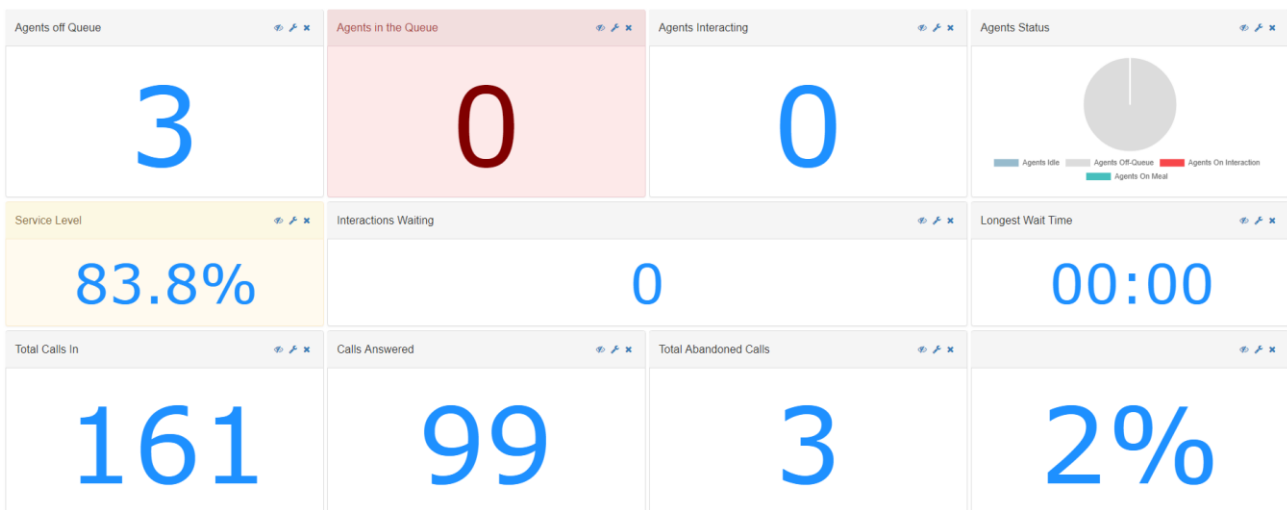 Agents off Queue
3
Agents in the Queue
0
Agents Interacting
0
Agents Status
Agents Idle Agents Off-Queue Agents On Interaction
Agents On Meal
Service Level
83.8%
Interactions Waiting
0
Longest Wait Time
00:00
Total Calls In
161
Calls Answered
99
Total Abandoned Calls
3
2%